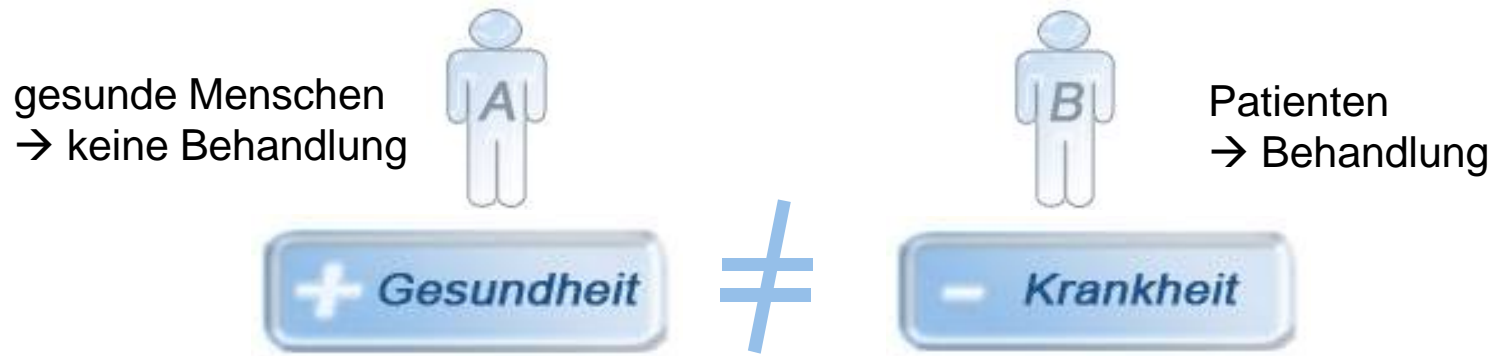 gesunde Menschen
→ keine Behandlung
A
B
Patienten
→ Behandlung
+ Gesundheit
≠
- Krankheit